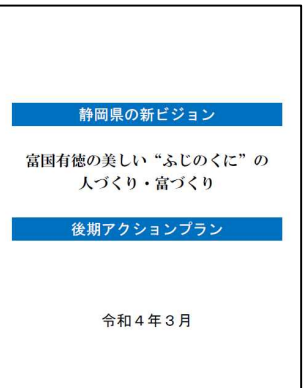 静岡県の新ビジョン
富国有徳の美しい“ふじのくに”の
人づくり・富づくり
後期アクションプラン
令和４年３月